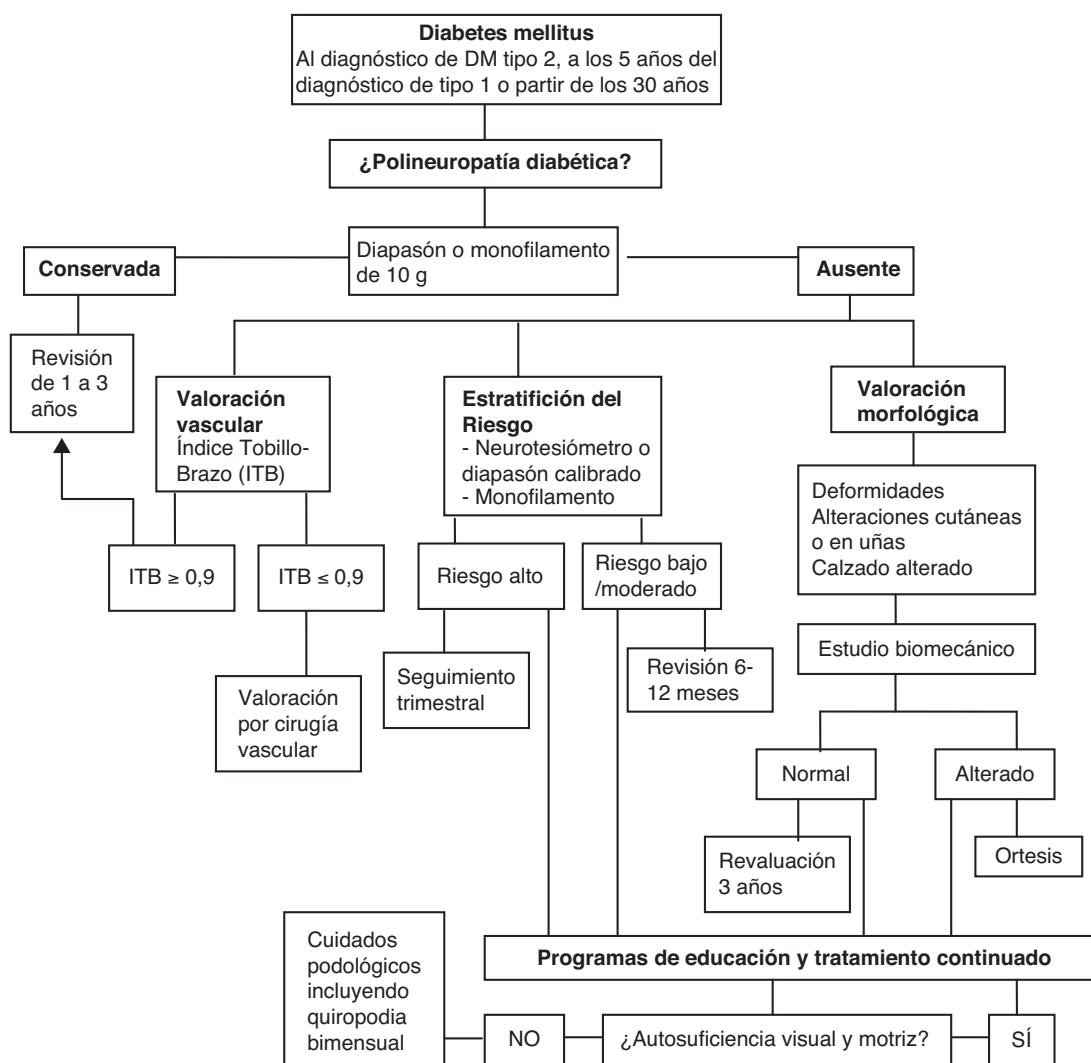 Diabetes mellitus
Al diagnóstico de DM tipo 2, a los 5 años del
diagnóstico de tipo 1 o partir de los 30 años
¿Polineuropatía diabética?
Diapasón o monofilamento
de 10 g
Conservada
Ausente
Revisión
de 1 a 3
años
Valoración
vascular
Índice Tobillo-
Brazo (ITB)
Estratifición del
Riesgo
- Neurotesiómetro o
diapasón calibrado
- Monofilamento
Valoración
morfológica
Deformidades
Alteraciones cutáneas
o en uñas
Calzado alterado
ITB ≥ 0,9
ITB ≤ 0,9
Riesgo alto
Riesgo bajo
/moderado
Estudio biomecánico
Valoración
por cirugía
vascular
Seguimiento
trimestral
Revisión 6-
12 meses
Normal
Alterado
Revaluación
3 años
Ortesis
Cuidados
podológicos
incluyendo
quiropodia
bimensual
Programas de educación y tratamiento continuado
NO
¿Autosuficiencia visual y motriz?
SÍ